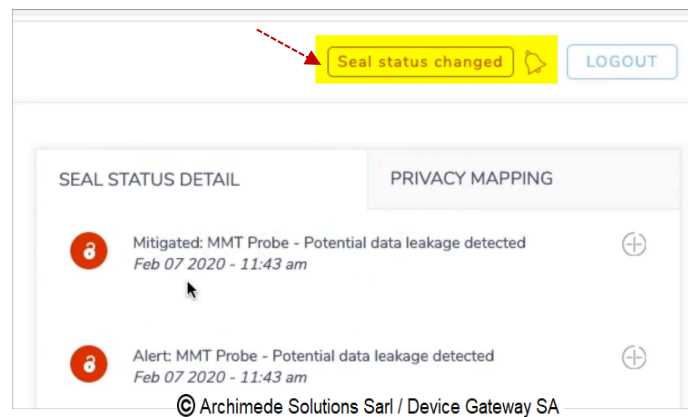 Seal status changed
LOGOUT
SEAL STATUS DETAIL
PRIVACY MAPPING
Mitigated: MMT Probe - Potential data leakage detected
Feb 07 2020 - 11:43 am
Alert: MMT Probe - Potential data leakage detected
Feb 07 2020 - 11:43 am
© Archimede Solutions Sarl / Device Gateway SA